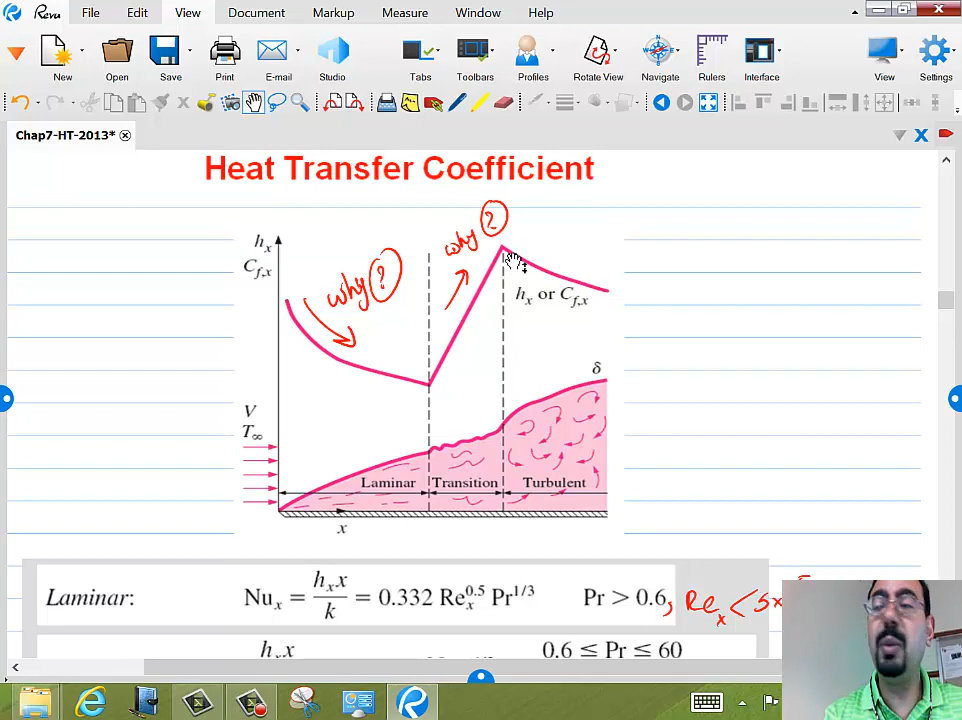 Revu File Edit View Document Markup Measure Window Help
New Open Save Print E-mail Studio Tabs Toolbars Profiles Rotate View Navigate Rulers Interface View Settings
Chap7-HT-2013*
Heat Transfer Coefficient
why?
why?
hx
Cf,x
hx or Cf,x
δ
V
T∞
Laminar Transition Turbulent
x
Laminar: Nux = hx x / k = 0.332 Rex^0.5 Pr^1/3 Pr > 0.6, Rex < 5x
hx x 0.6 ≤ Pr ≤ 60